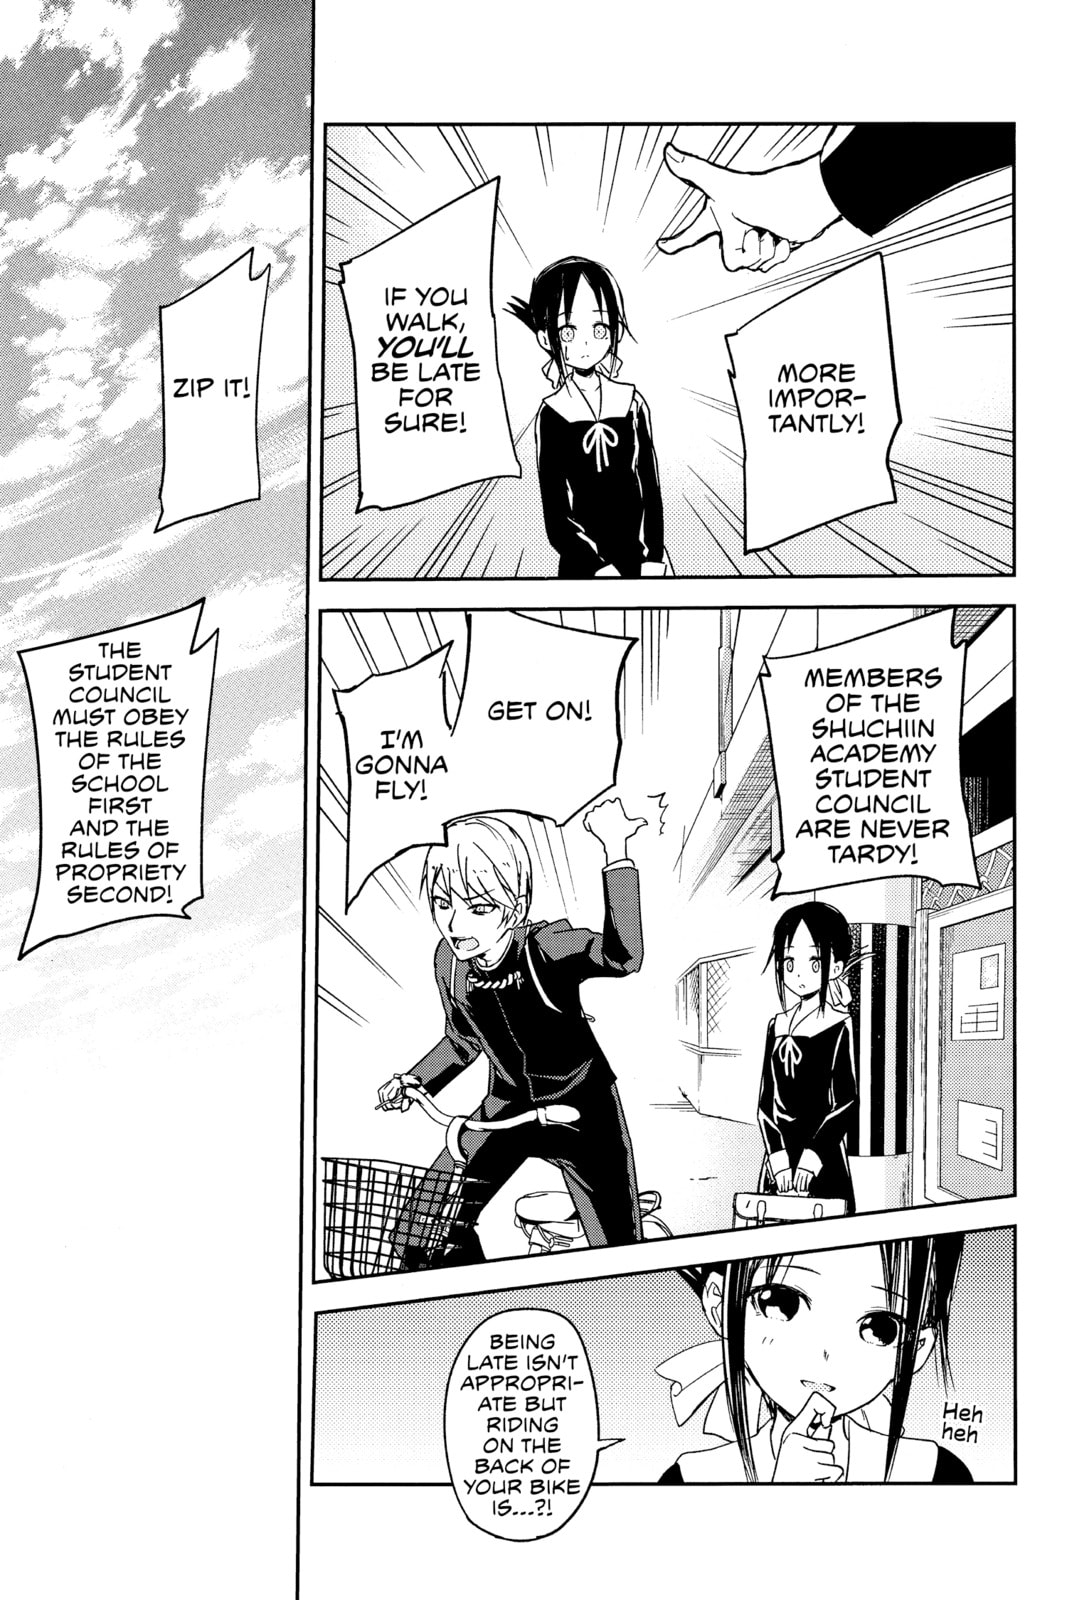 MORE
IMPOR-
TANTLY!
IF YOU
WALK,
YOU'LL
BE LATE
FOR
SURE!
MEMBERS
OF THE
SHUCHIIN
ACADEMY
STUDENT
COUNCIL
ARE NEVER
TARDY!
GET ON!
I'M
GONNA
FLY!
Heh
heh
BEING
LATE ISN'T
APPROPRI-
ATE BUT
RIDING
ON THE
BACK OF
YOUR BIKE
IS...?!
ZIP IT!
THE
STUDENT
COUNCIL
MUST OBEY
THE RULES
OF THE
SCHOOL
FIRST
AND THE
RULES OF
PROPRIETY
SECOND!